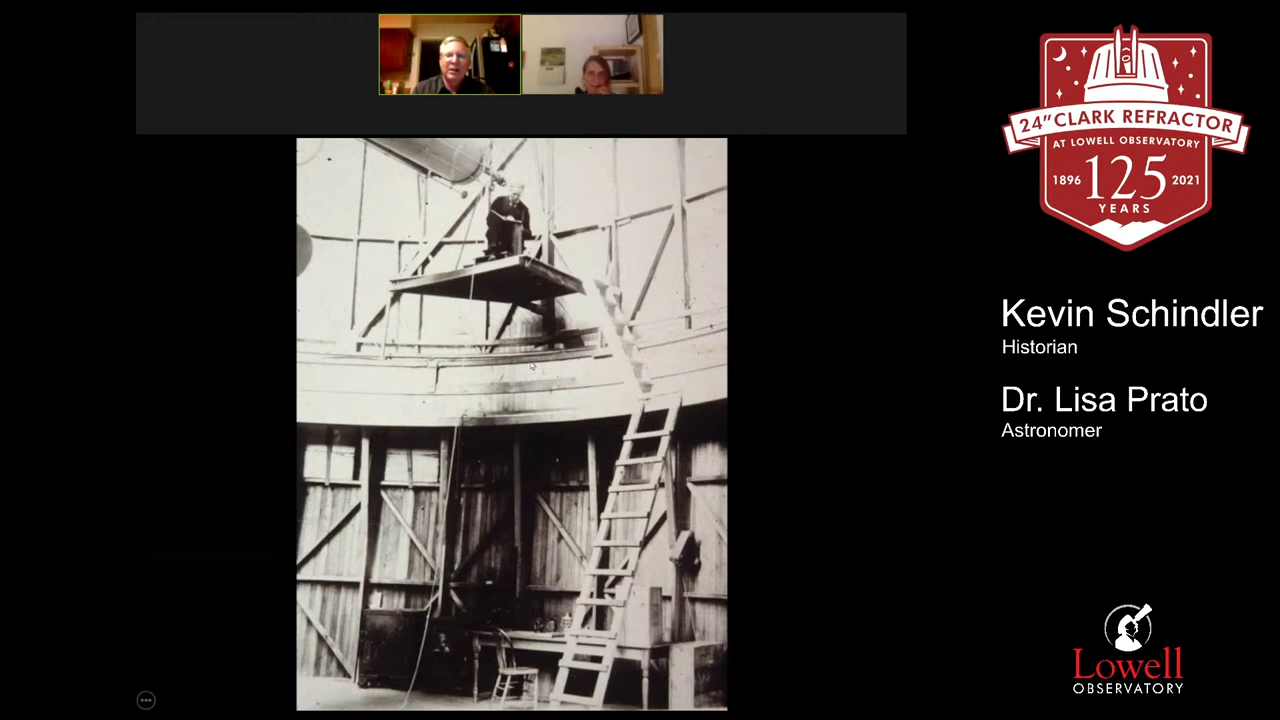 24" CLARK REFRACTOR
AT LOWELL OBSERVATORY
1896 125 2021
YEARS
Kevin Schindler
Historian
Dr. Lisa Prato
Astronomer
Lowell
OBSERVATORY